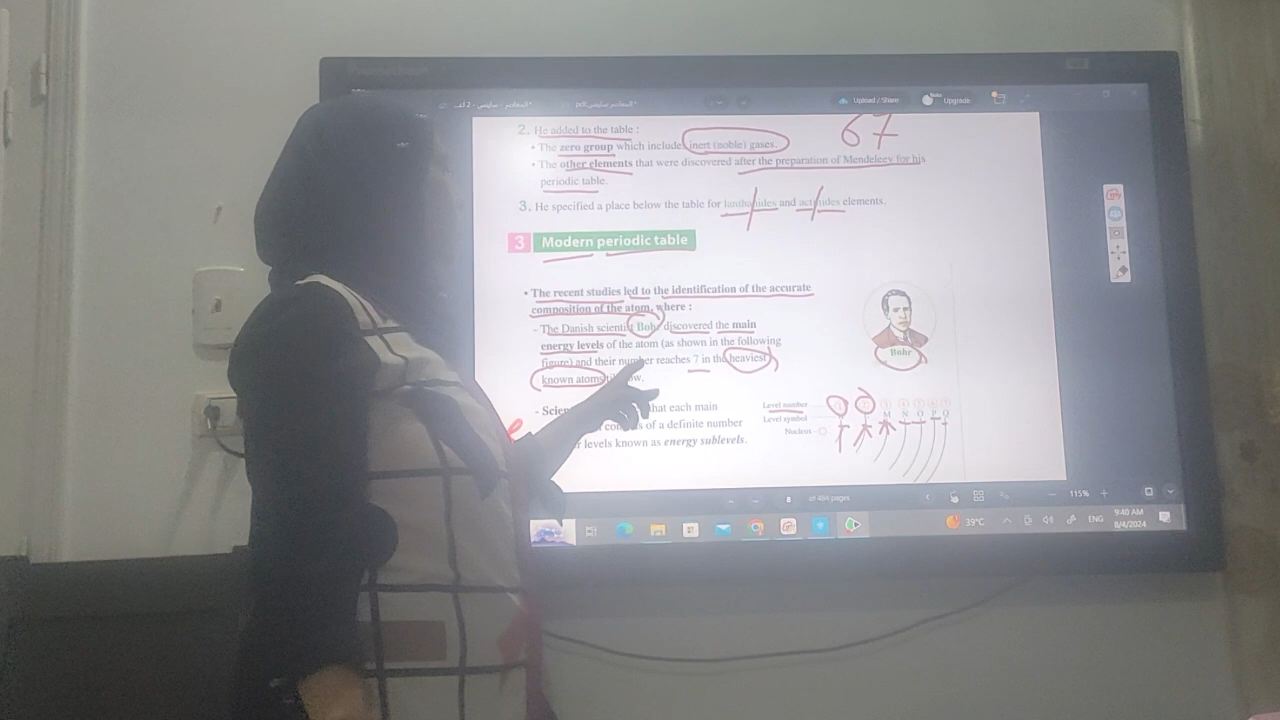 Upload / Share
Upgrade
67
2. He added to the table :
• The zero group which include inert (noble) gases.
• The other elements that were discovered after the preparation of Mendeleev for his
periodic table.
3. He specified a place below the table for lanthanides and actinides elements.
3 Modern periodic table
• The recent studies led to the identification of the accurate
composition of the atom, where :
- The Danish scientist Bohr discovered the main
energy levels of the atom (as shown in the following
figure) and their number reaches 7 in the heaviest
known atoms
Bohr
that each main
of a definite number
levels known as energy sublevels.
Level number
Level symbol M N O P Q
Nucleus
8 of 464 pages
115%
39°C
ENG
9:40 AM
8/4/2024